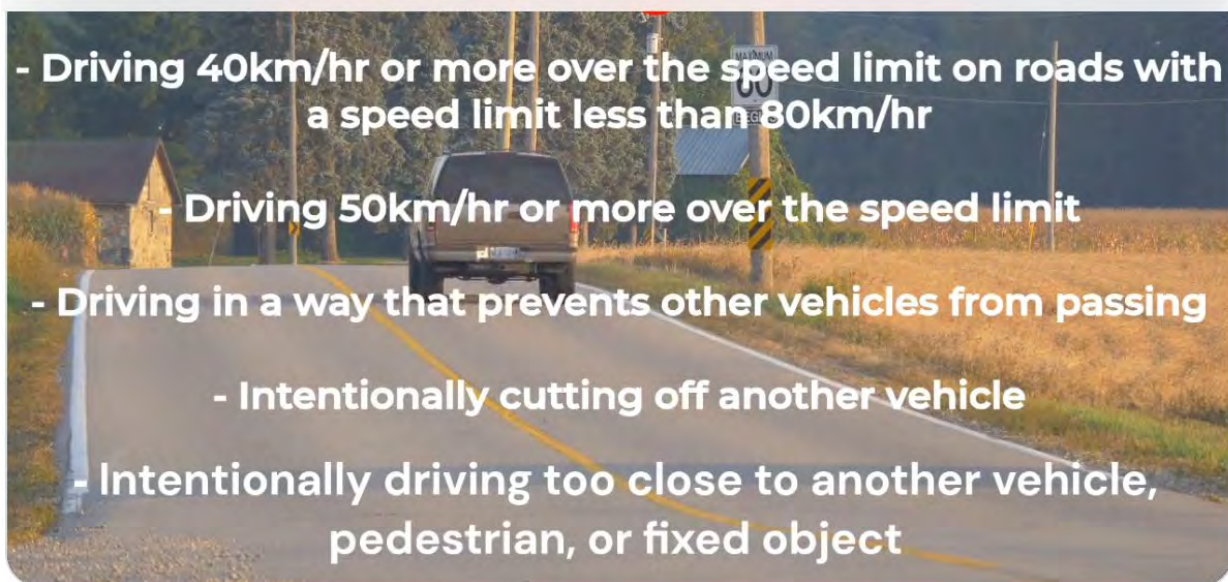 - Driving 40km/hr or more over the speed limit on roads with
a speed limit less than 80km/hr
- Driving 50km/hr or more over the speed limit
- Driving in a way that prevents other vehicles from passing
- Intentionally cutting off another vehicle
- Intentionally driving too close to another vehicle,
pedestrian, or fixed object